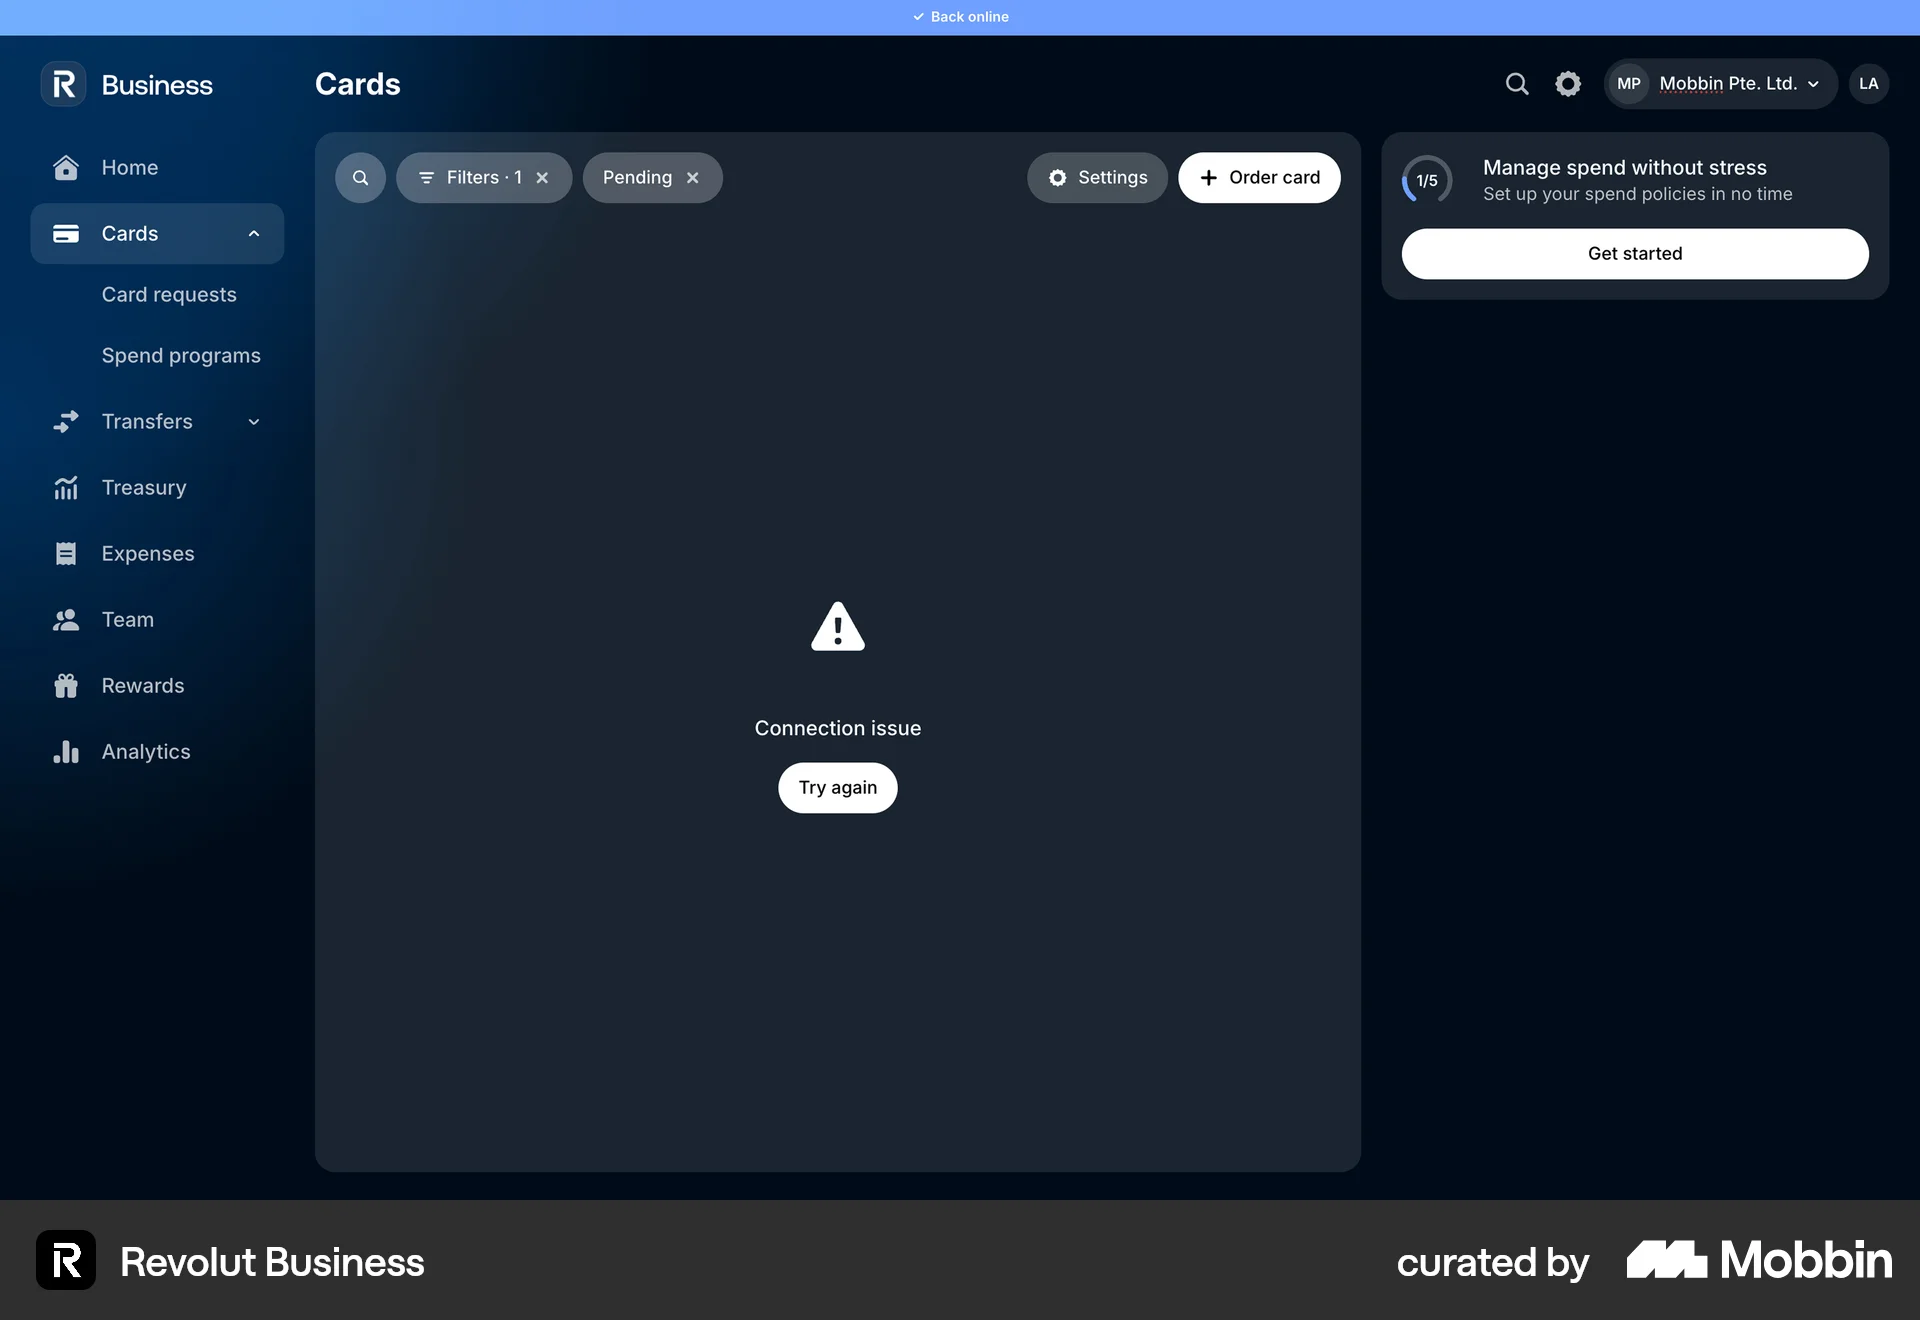 Back online
Business
Cards
MP Mobbin Pte. Ltd.
LA
Home
Cards
Card requests
Spend programs
Transfers
Treasury
Expenses
Team
Rewards
Analytics
Filters · 1
Pending
Settings
Order card
Connection issue
Try again
1/5
Manage spend without stress
Set up your spend policies in no time
Get started
Revolut Business
curated by Mobbin